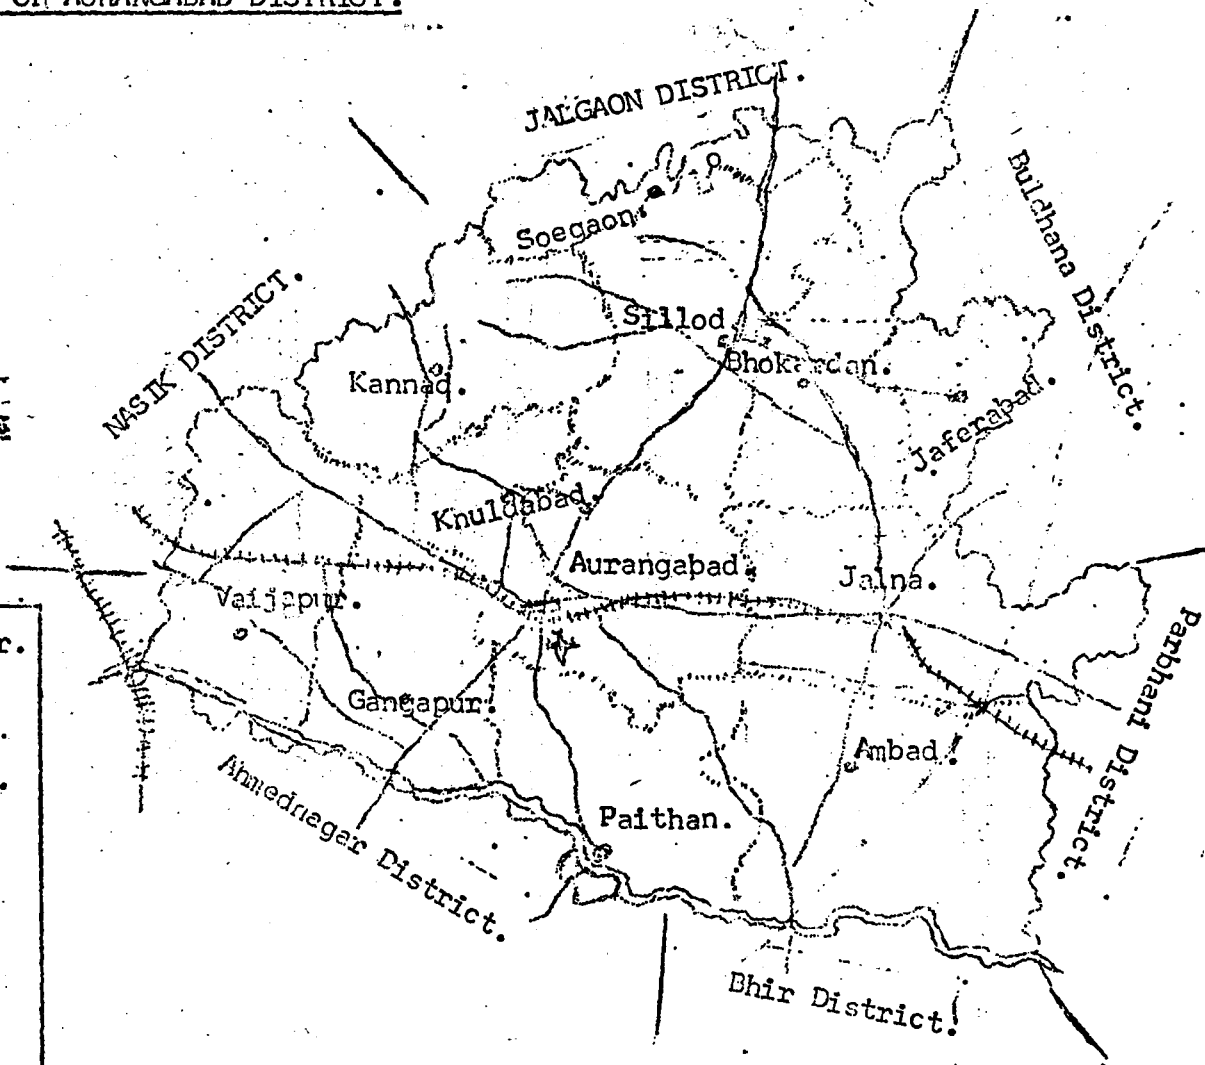 DISTRICT.
JALGAON DISTRICT.
Buldhana District.
Soegaon.
NASIK DISTRICT.
Sillod.
Bhokardan.
Kannad.
Jaferabad.
Khuldabad.
Aurangabad.
Jalna.
Vaijapur.
r.
Parbhani District.
Gangapur.
Ambad.
Ahmednagar District.
Paithan.
Bhir District.